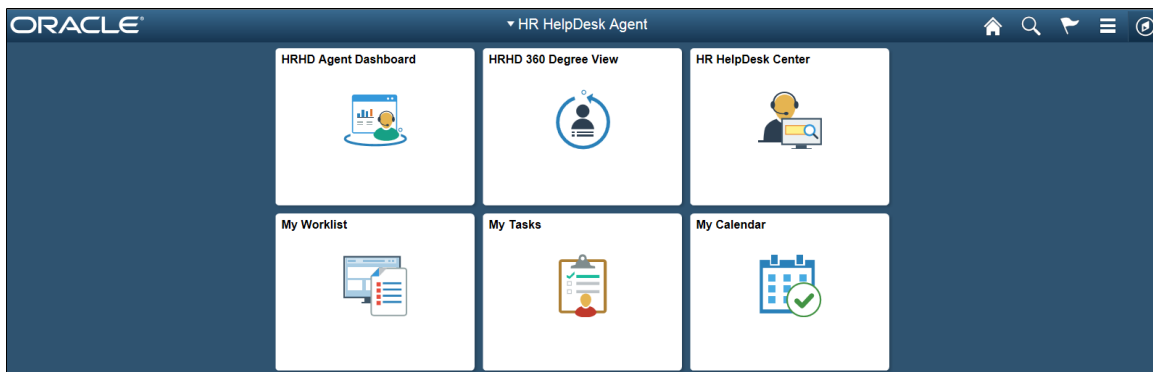 ORACLE®
HR HelpDesk Agent
HRHD Agent Dashboard
HRHD 360 Degree View
HR HelpDesk Center
My Worklist
My Tasks
My Calendar